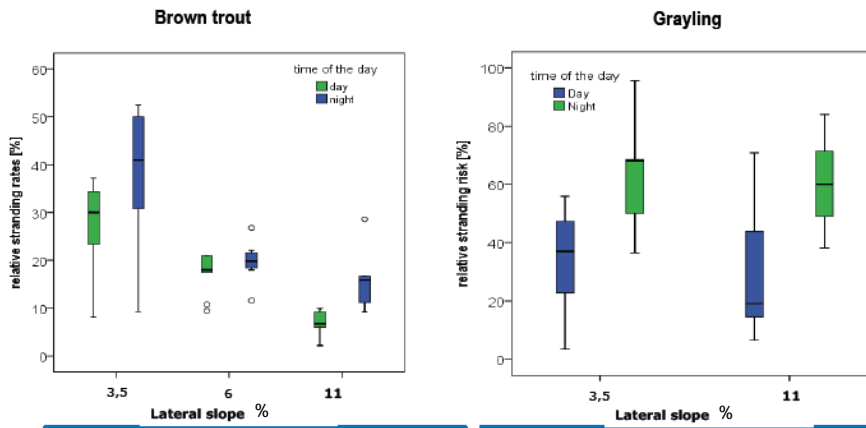 Brown trout
time of the day
day
night
60
50
40
30
20
10
0
relative stranding rates [%]
3,5 6 11
Lateral slope %
Grayling
time of the day
Day
Night
100
80
60
40
20
0
relative stranding risk [%]
3,5 11
Lateral slope %